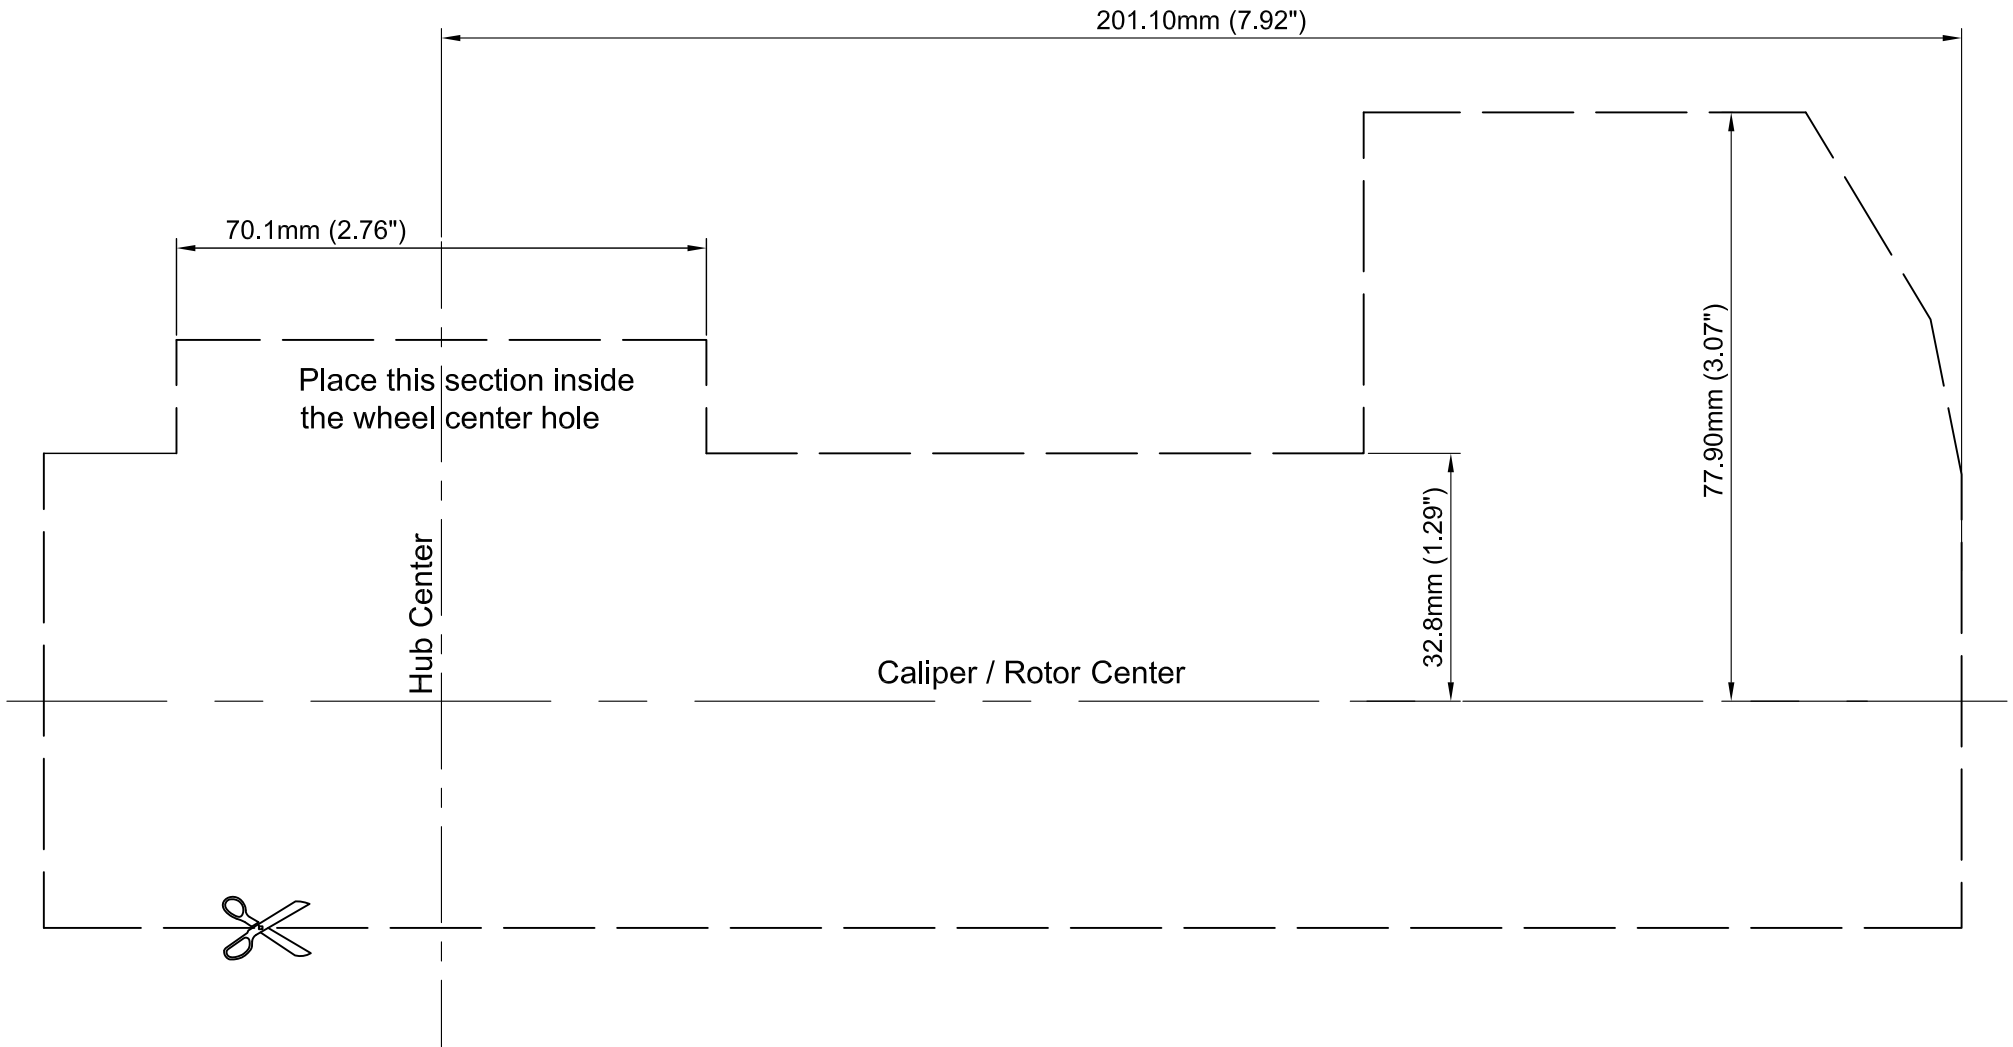 201.10mm (7.92")
70.1mm (2.76")
Place this section inside
the wheel center hole
77.90mm (3.07")
32.8mm (1.29")
Hub Center
Caliper / Rotor Center